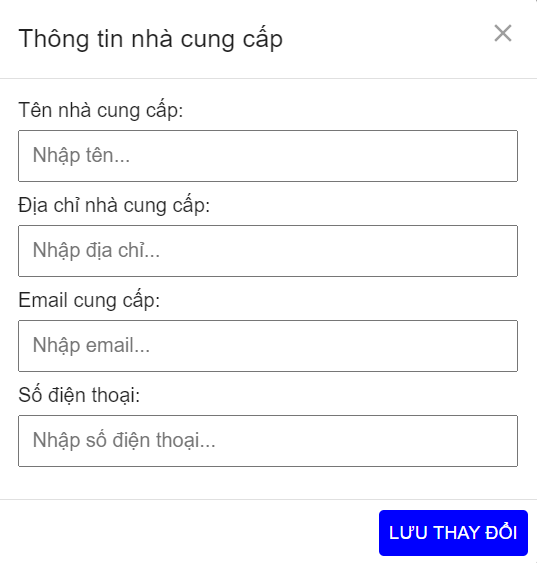 Thông tin nhà cung cấp
Tên nhà cung cấp:
Nhập tên...
Địa chỉ nhà cung cấp:
Nhập địa chỉ...
Email cung cấp:
Nhập email...
Số điện thoại:
Nhập số điện thoại...
LƯU THAY ĐỔI